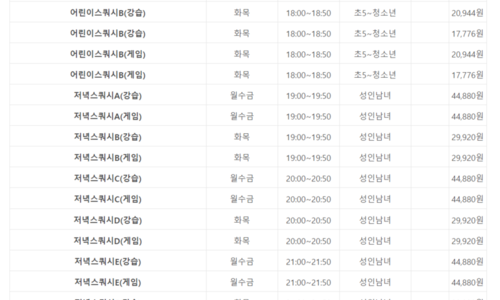 어린이스쿼시B(강습) 화목 18:00~18:50 초5~청소년 20,944원
어린이스쿼시B(강습) 화목 18:00~18:50 초5~청소년 17,776원
어린이스쿼시B(게임) 화목 18:00~18:50 초5~청소년 20,944원
어린이스쿼시B(게임) 화목 18:00~18:50 초5~청소년 17,776원
저녁스쿼시A(강습) 월수금 19:00~19:50 성인남녀 44,880원
저녁스쿼시A(게임) 월수금 19:00~19:50 성인남녀 44,880원
저녁스쿼시B(강습) 화목 19:00~19:50 성인남녀 29,920원
저녁스쿼시B(게임) 화목 19:00~19:50 성인남녀 29,920원
저녁스쿼시C(강습) 월수금 20:00~20:50 성인남녀 44,880원
저녁스쿼시C(게임) 월수금 20:00~20:50 성인남녀 44,880원
저녁스쿼시D(강습) 화목 20:00~20:50 성인남녀 29,920원
저녁스쿼시D(게임) 화목 20:00~20:50 성인남녀 29,920원
저녁스쿼시E(강습) 월수금 21:00~21:50 성인남녀 44,880원
저녁스쿼시E(게임) 월수금 21:00~21:50 성인남녀 44,880원